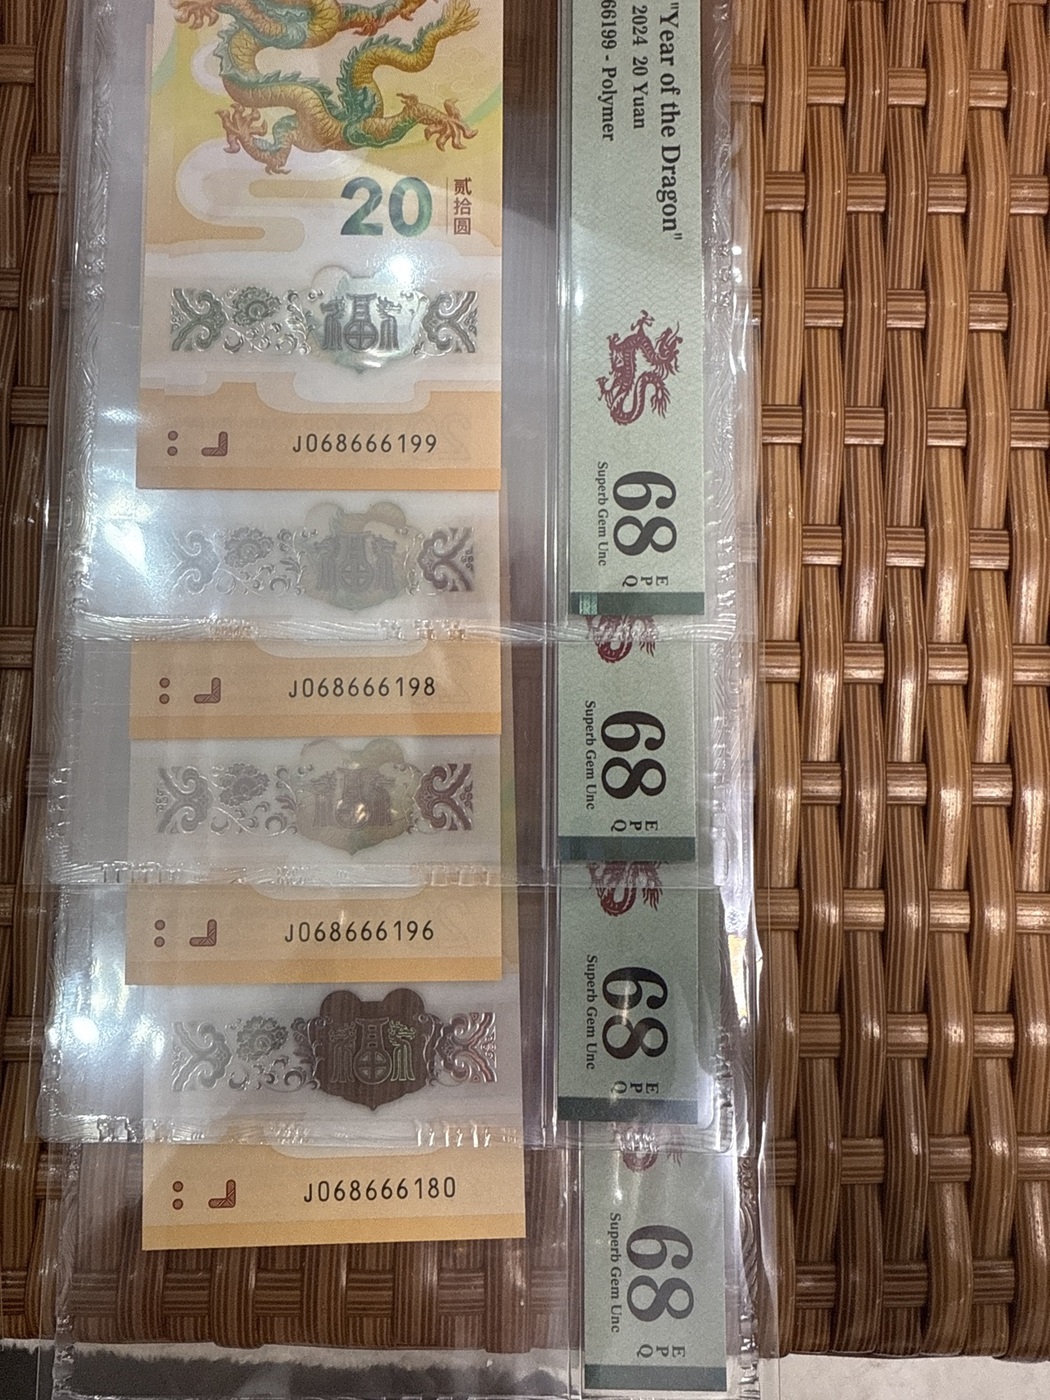 20
贰拾圆
J068666199
J068666198
J068666196
J068666180
"Year of the Dragon"
2024 20 Yuan
66199 - Polymer
68
EPQ
Superb Gem Unc
68
EPQ
Superb Gem Unc
68
EPQ
Superb Gem Unc
68
EPQ
Superb Gem Unc